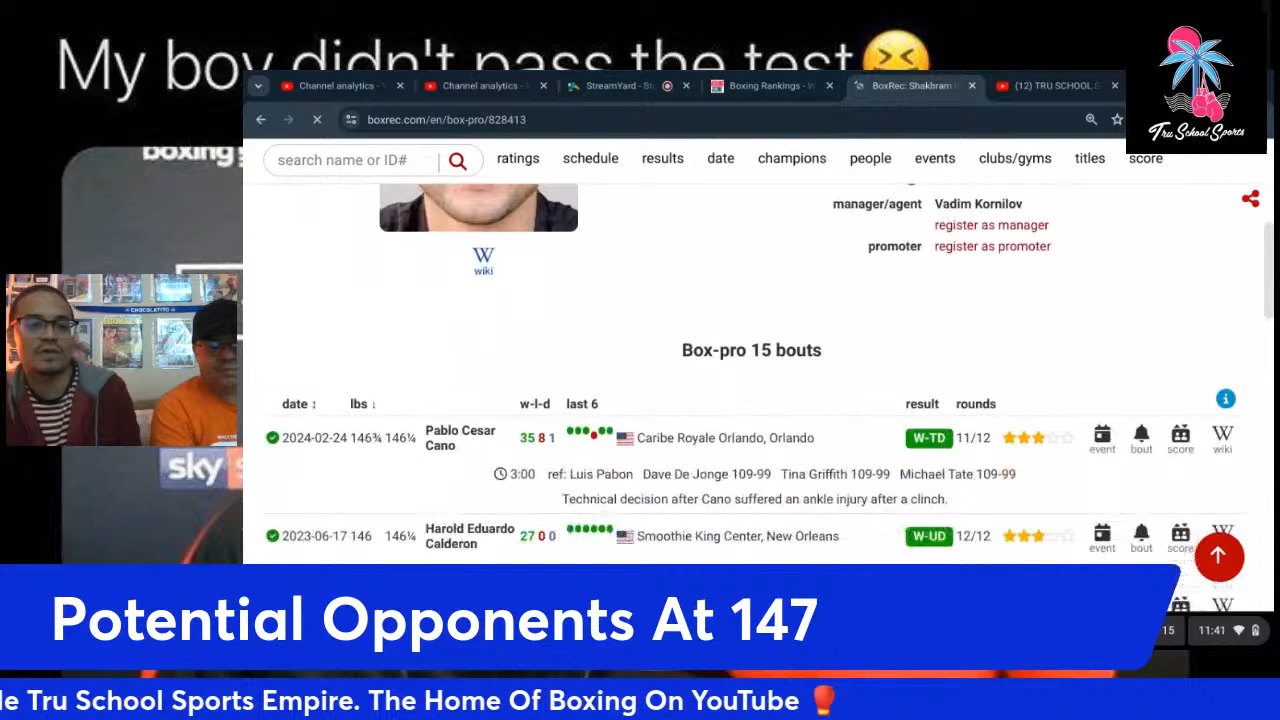 My boy didn't pass the test😆
boxing
Channel analytics -
Channel analytics -
StreamYard - St
Boxing Rankings - W
BoxRec: Shakhram
(12) TRU SCHOOL S
boxrec.com/en/box-pro/828413
Tru School Sports
search name or ID#
ratings schedule results date champions people events clubs/gyms titles score
manager/agent Vadim Kornilov
register as manager
promoter register as promoter
W
wiki
CHOCOLATITO
Box-pro 15 bouts
date ↕ lbs ↓ w-l-d last 6 result rounds
2024-02-24 146¾ 146¼ Pablo Cesar Cano 35 8 1 Caribe Royale Orlando, Orlando W-TD 11/12 event bout score wiki
3:00 ref: Luis Pabon Dave De Jonge 109-99 Tina Griffith 109-99 Michael Tate 109-99
Technical decision after Cano suffered an ankle injury after a clinch.
2023-06-17 146 146¼ Harold Eduardo Calderon 27 0 0 Smoothie King Center, New Orleans W-UD 12/12 event bout score
sky
Potential Opponents At 147
15 11:41
le Tru School Sports Empire. The Home Of Boxing On YouTube 🥊